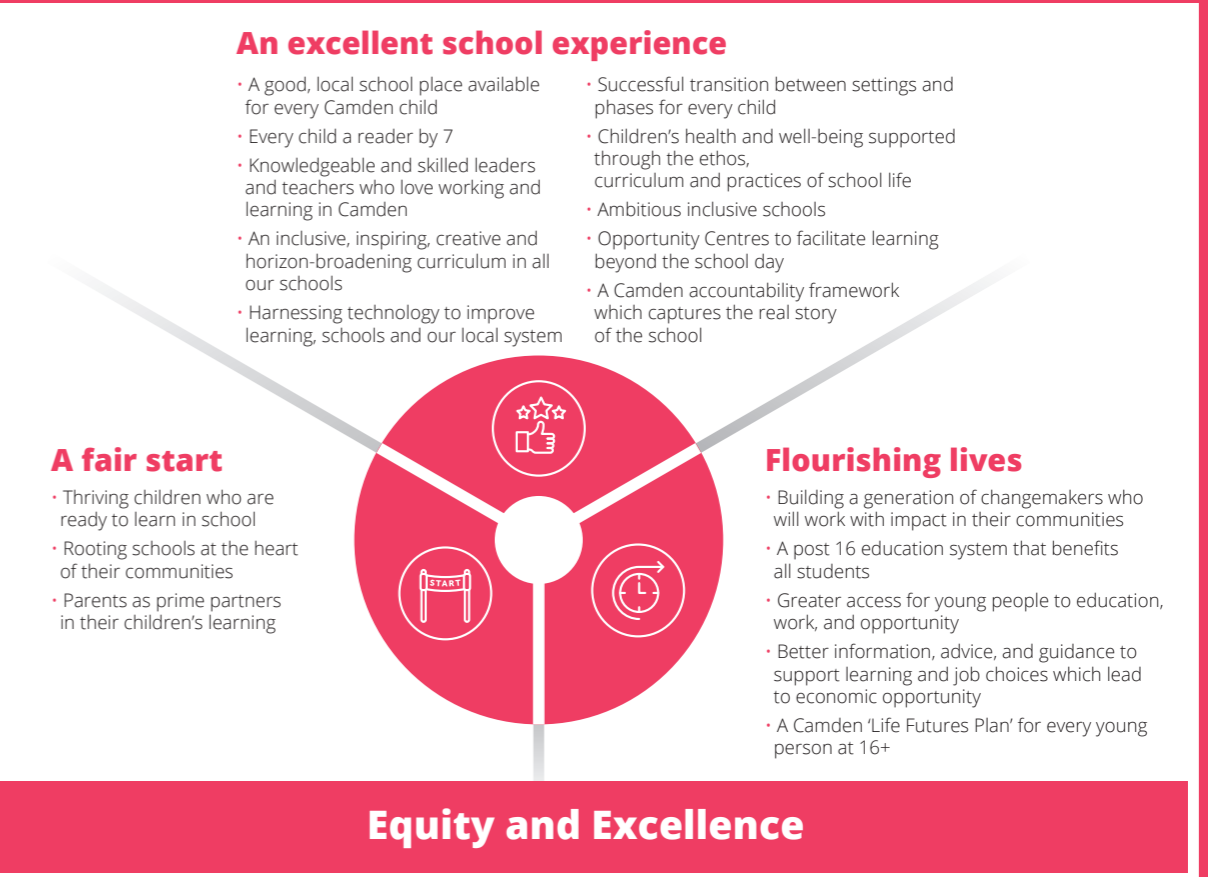 An excellent school experience
· A good, local school place available
for every Camden child
· Every child a reader by 7
· Knowledgeable and skilled leaders
and teachers who love working and
learning in Camden
· An inclusive, inspiring, creative and
horizon-broadening curriculum in all
our schools
· Harnessing technology to improve
learning, schools and our local system
· Successful transition between settings and
phases for every child
· Children’s health and well-being supported
through the ethos,
curriculum and practices of school life
· Ambitious inclusive schools
· Opportunity Centres to facilitate learning
beyond the school day
· A Camden accountability framework
which captures the real story
of the school
A fair start
· Thriving children who are
ready to learn in school
· Rooting schools at the heart
of their communities
· Parents as prime partners
in their children’s learning
START
Flourishing lives
· Building a generation of changemakers who
will work with impact in their communities
· A post 16 education system that benefits
all students
· Greater access for young people to education,
work, and opportunity
· Better information, advice, and guidance to
support learning and job choices which lead
to economic opportunity
· A Camden ‘Life Futures Plan’ for every young
person at 16+
Equity and Excellence